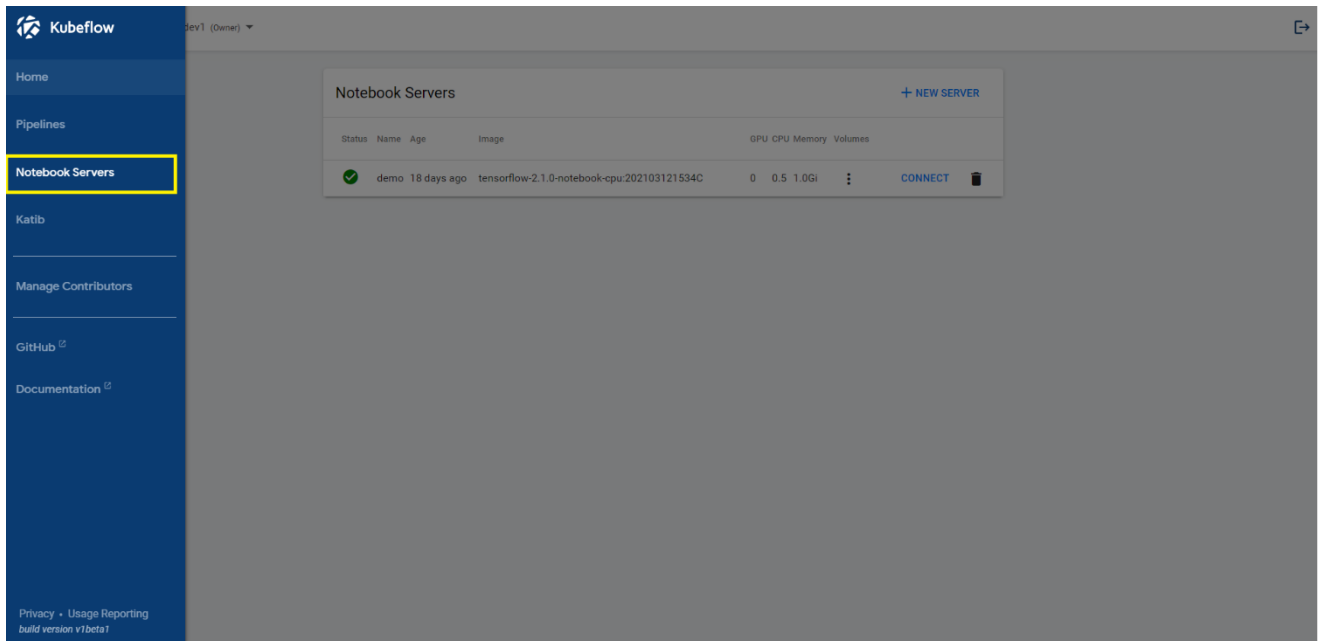 Kubeflow
dev1 (Owner)
Home
Pipelines
Notebook Servers
Katib
Manage Contributors
GitHub
Documentation
Privacy • Usage Reporting
build version v1beta1
Notebook Servers
+ NEW SERVER
Status Name Age Image GPU CPU Memory Volumes
demo 18 days ago tensorflow-2.1.0-notebook-cpu:202103121534C 0 0.5 1.0Gi CONNECT